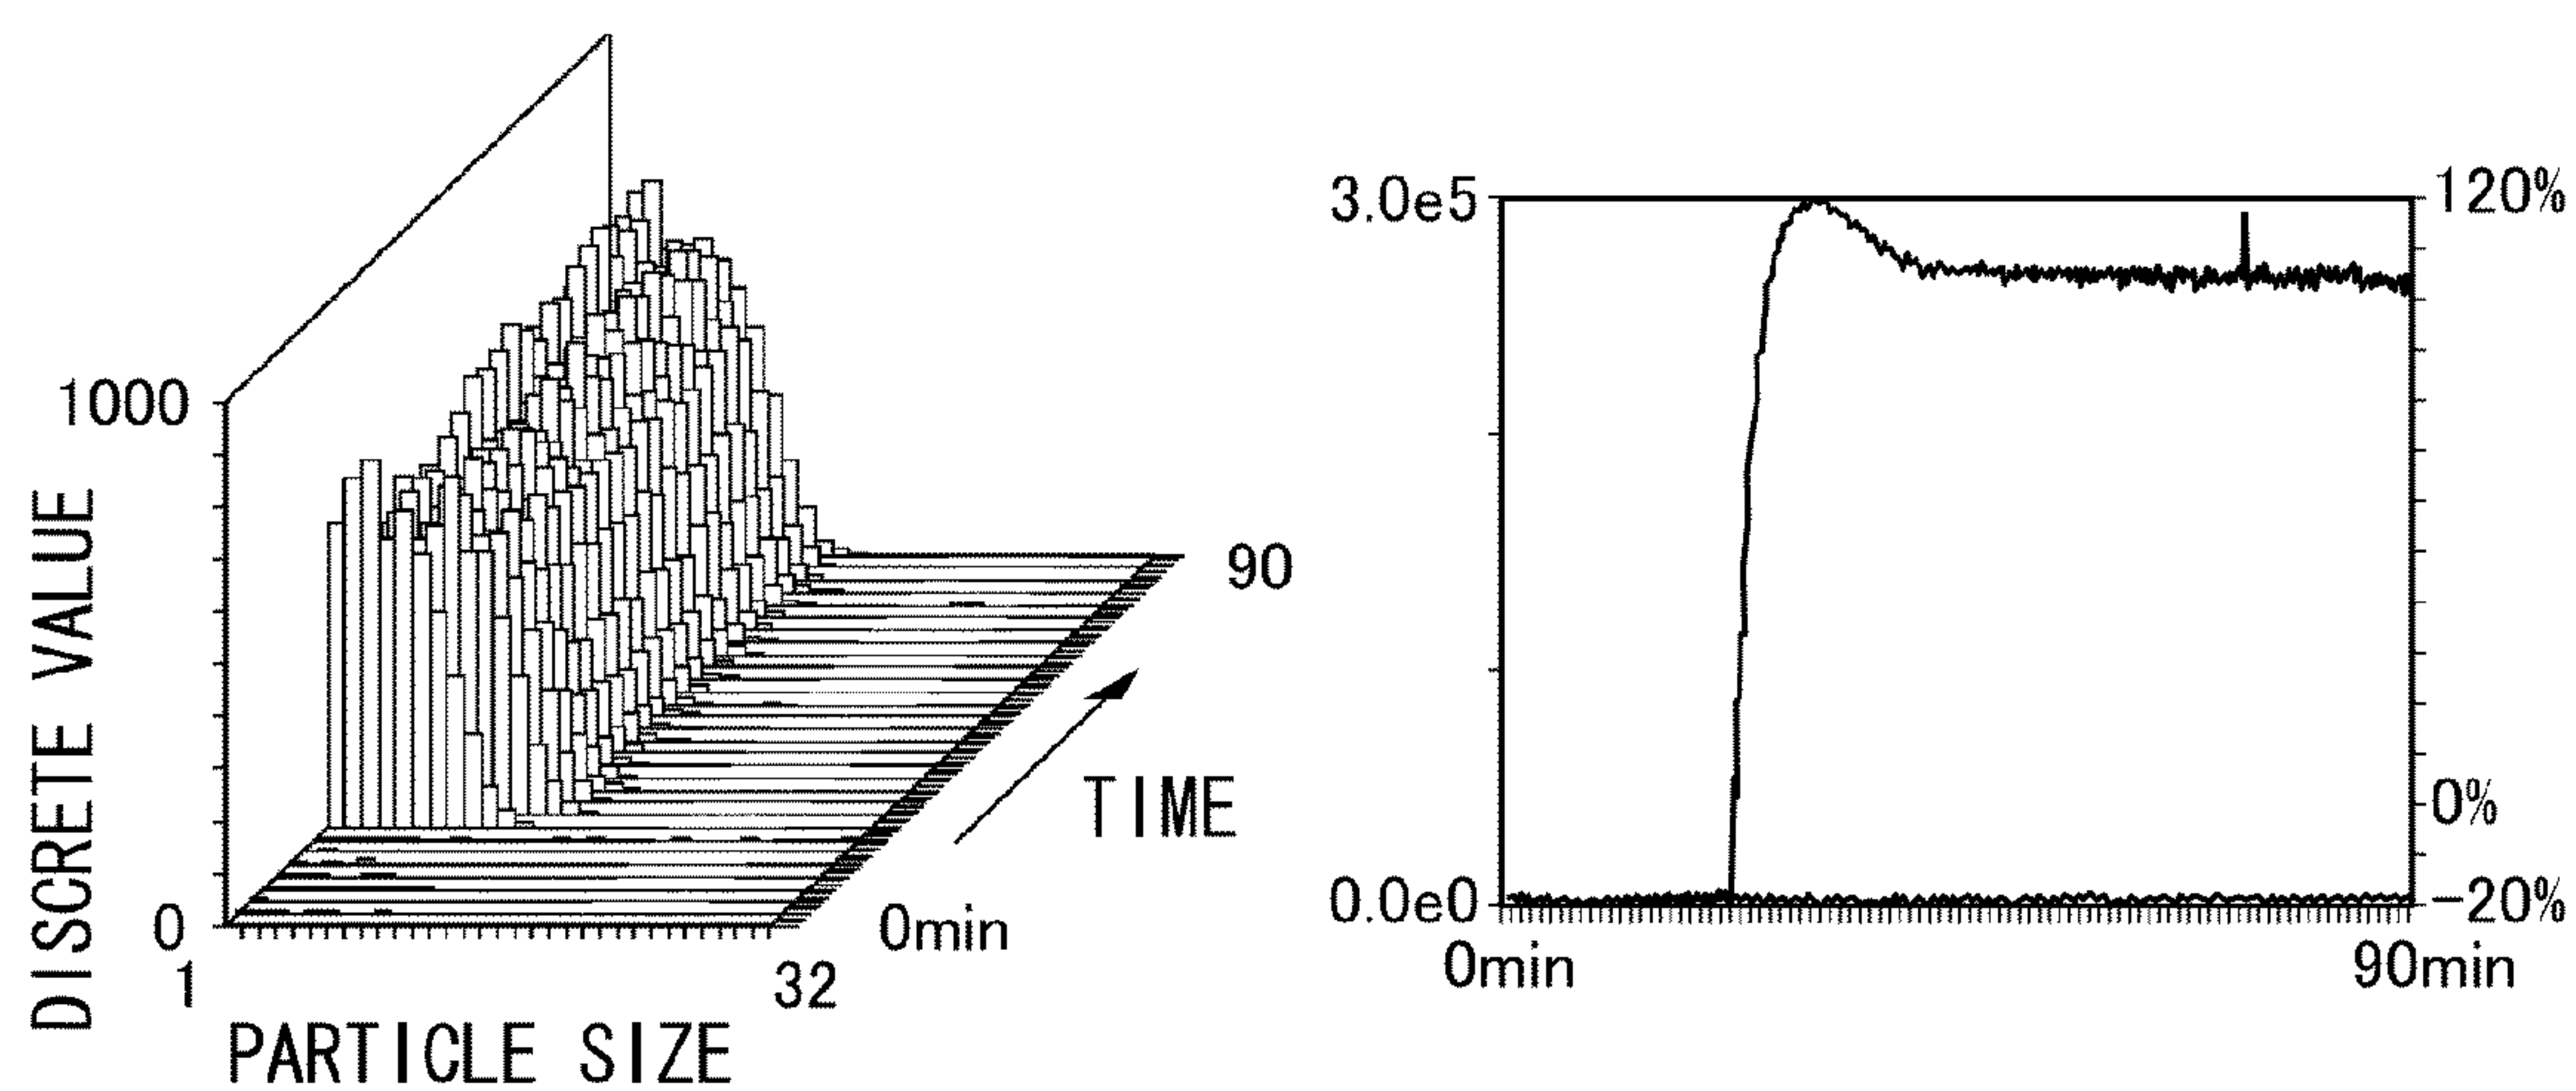 1000
DISCRETE VALUE
0
1
32
PARTICLE SIZE
0min
90
TIME
3.0e5
0.0e0
120%
0%
-20%
0min
90min